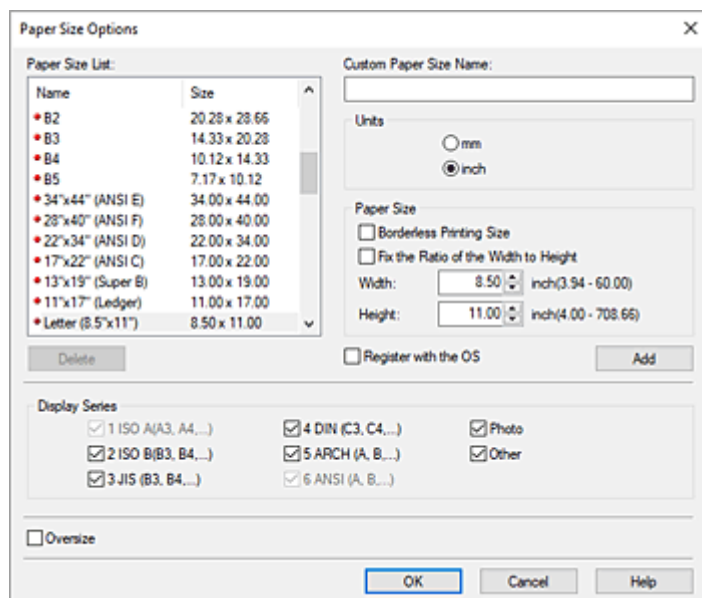 Paper Size Options
Paper Size List:
Name Size
B2 20.28 x 28.66
B3 14.33 x 20.28
B4 10.12 x 14.33
B5 7.17 x 10.12
34"x44" (ANSI E) 34.00 x 44.00
28"x40" (ANSI F) 28.00 x 40.00
22"x34" (ANSI D) 22.00 x 34.00
17"x22" (ANSI C) 17.00 x 22.00
13"x19" (Super B) 13.00 x 19.00
11"x17" (Ledger) 11.00 x 17.00
Letter (8.5"x11") 8.50 x 11.00
Delete
Custom Paper Size Name:
Units
mm
inch
Paper Size
Borderless Printing Size
Fix the Ratio of the Width to Height
Width: 8.50 inch(3.94 - 60.00)
Height: 11.00 inch(4.00 - 708.66)
Register with the OS Add
Display Series
1 ISO A(A3, A4,...) 4 DIN (C3, C4,...) Photo
2 ISO B(B3, B4,...) 5 ARCH (A, B,...) Other
3 JIS (B3, B4,...) 6 ANSI (A, B,...)
Oversize
OK Cancel Help